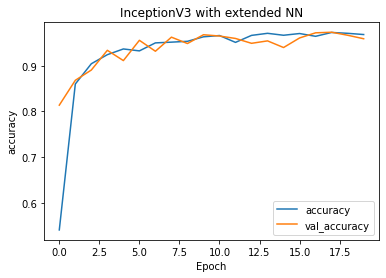 InceptionV3 with extended NN
accuracy
0.9
0.8
0.7
0.6
0.0 2.5 5.0 7.5 10.0 12.5 15.0 17.5
Epoch
accuracy
val_accuracy